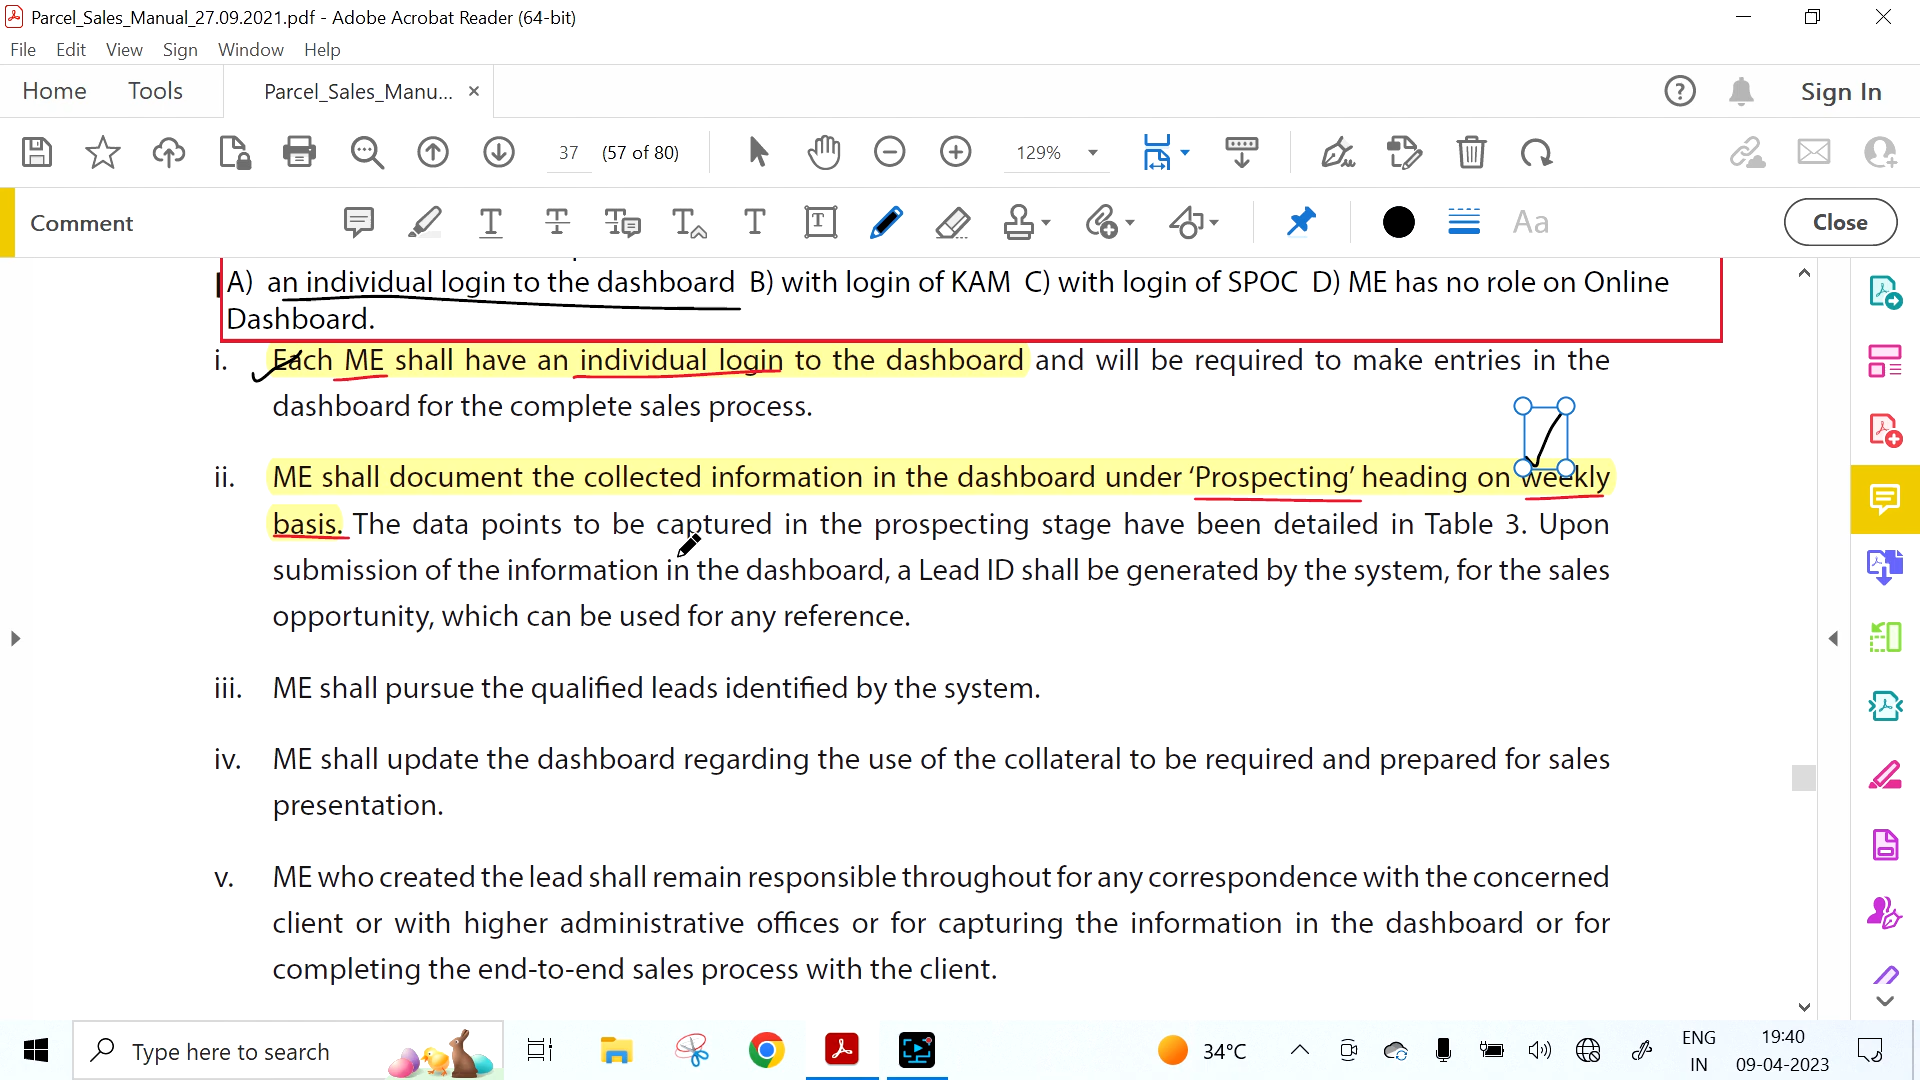 Parcel_Sales_Manual_27.09.2021.pdf - Adobe Acrobat Reader (64-bit)
File Edit View Sign Window Help
Home Tools Parcel_Sales_Manu... × Sign In
37 (57 of 80) 129%
Comment Aa Close
A) an individual login to the dashboard B) with login of KAM C) with login of SPOC D) ME has no role on Online
Dashboard.
i. Each ME shall have an individual login to the dashboard and will be required to make entries in the
dashboard for the complete sales process.
ii. ME shall document the collected information in the dashboard under ‘Prospecting’ heading on weekly
basis. The data points to be captured in the prospecting stage have been detailed in Table 3. Upon
submission of the information in the dashboard, a Lead ID shall be generated by the system, for the sales
opportunity, which can be used for any reference.
iii. ME shall pursue the qualified leads identified by the system.
iv. ME shall update the dashboard regarding the use of the collateral to be required and prepared for sales
presentation.
v. ME who created the lead shall remain responsible throughout for any correspondence with the concerned
client or with higher administrative offices or for capturing the information in the dashboard or for
completing the end-to-end sales process with the client.
Type here to search 34°C ENG 19:40
IN 09-04-2023